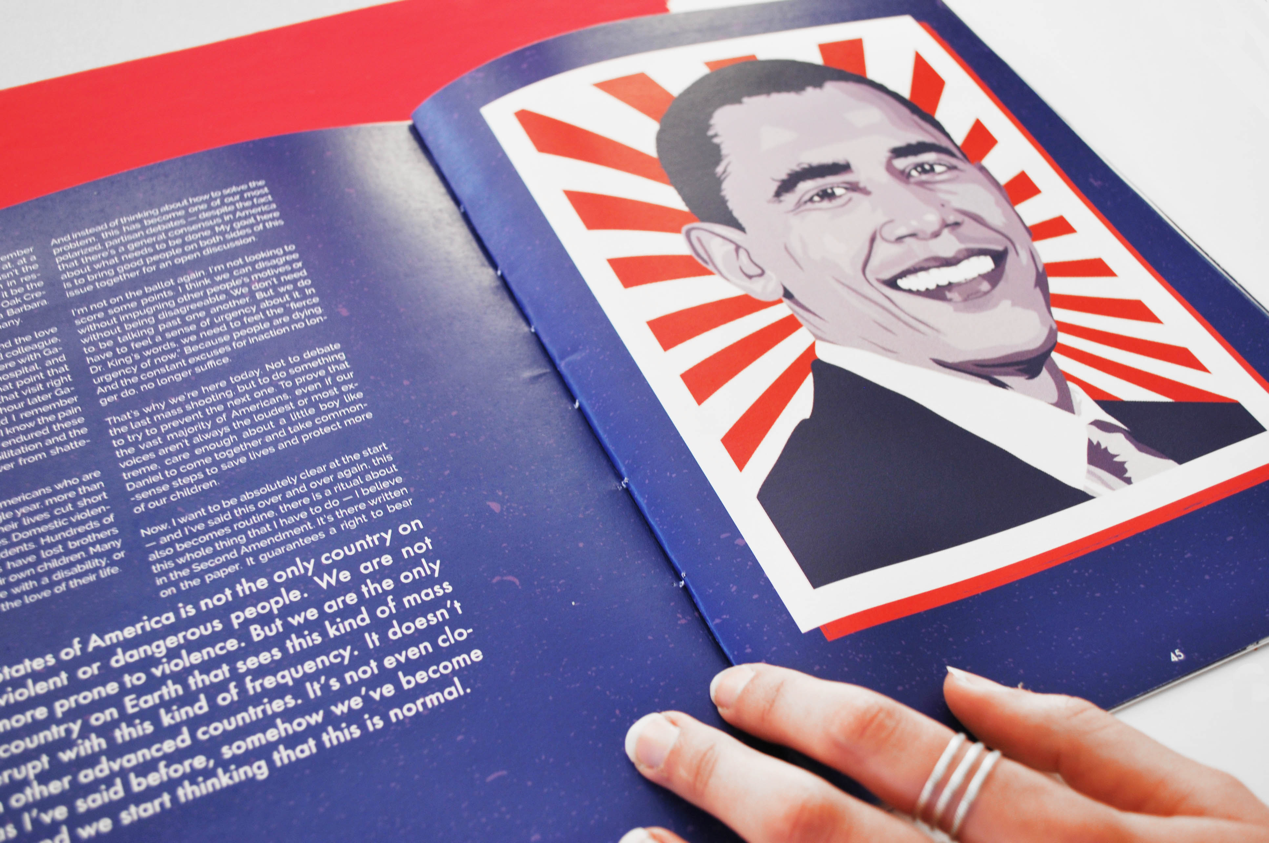 ember
at, at a
sn't the
n in res-
it be the
Oak Cre-
h Barbara
any
nd the love
d colleague.
are with Ga-
hospital, and
hat point that
that visit right
hour later Ga-
d I remember
I know the pain
endured these
bilitation and the
ver from shatte-
mericans who are
le year, more than
heir lives cut short
s. Domestic violen-
dents. Hundreds of
s have lost brothers
r own children. Many
e with a disability, or
the love of their life.
And instead of thinking about how to solve the
problem, this has become one of our most
polarized, partisan debates — despite the fact
that there's a general consensus in America
about what needs to be done. My goal here
is to bring good people on both sides of this
issue together for an open discussion.
I'm not on the ballot again. I'm not looking to
score some points. I think we can disagree
without impugning other people's motives or
without being disagreeable. We don't need
to be talking past one another. But we do
have to feel a sense of urgency about it. In
Dr. King's words, we need to feel the "fierce
urgency of now." Because people are dying.
And the constant excuses for inaction no lon-
ger do, no longer suffice.
That's why we're here today. Not to debate
the last mass shooting, but to do something
to try to prevent the next one. To prove that
the vast majority of Americans, even if our
voices aren't always the loudest or most ex-
treme, care enough about a little boy like
Daniel to come together and take common-
-sense steps to save lives and protect more
of our children.
Now, I want to be absolutely clear at the start
— and I've said this over and over again, this
also becomes routine, there is a ritual about
this whole thing that I have to do — I believe
in the Second Amendment. It's there written
on the paper. It guarantees a right to bear
States of America is not the only country on
violent or dangerous people. We are not
more prone to violence. But we are the only
country on Earth that sees this kind of mass
rupt with this kind of frequency. It doesn't
other advanced countries. It's not even clo-
as I've said before, somehow we've become
nd we start thinking that this is normal.
45